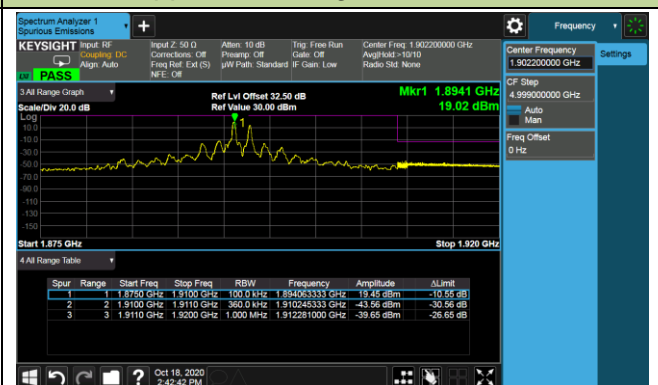 Spectrum Analyzer 1
Spurious Emissions
+
Frequency
KEYSIGHT
Input: RF
Coupling: DC
Align: Auto
Input Z: 50 Ω
Corrections: Off
Freq Ref: Ext (S)
NFE: Off
Atten: 10 dB
Preamp: Off
µW Path: Standard
Trig: Free Run
Gate: Off
IF Gain: Low
Center Freq: 1.902200000 GHz
Avg|Hold:>10/10
Radio Std: None
PASS
Center Frequency
1.902200000 GHz
Settings
CF Step
4.999000000 GHz
Auto
Man
Freq Offset
0 Hz
3 All Range Graph
Scale/Div 20.0 dB
Ref Lvl Offset 32.50 dB
Ref Value 30.00 dBm
Mkr1 1.8941 GHz
19.02 dBm
Log
10.0
-10.0
-30.0
-50.0
-70.0
-90.0
-110
-130
-150
1
Start 1.875 GHz
Stop 1.920 GHz
4 All Range Table
Spur Range Start Freq Stop Freq RBW Frequency Amplitude ΔLimit
1 1 1.8750 GHz 1.9100 GHz 100.0 kHz 1.894063333 GHz 19.45 dBm -10.55 dB
2 2 1.9100 GHz 1.9110 GHz 360.0 kHz 1.910245333 GHz -43.56 dBm -30.56 dB
3 3 1.9110 GHz 1.9200 GHz 1.000 MHz 1.912281000 GHz -39.65 dBm -26.65 dB
?
Oct 18, 2020
2:42:42 PM